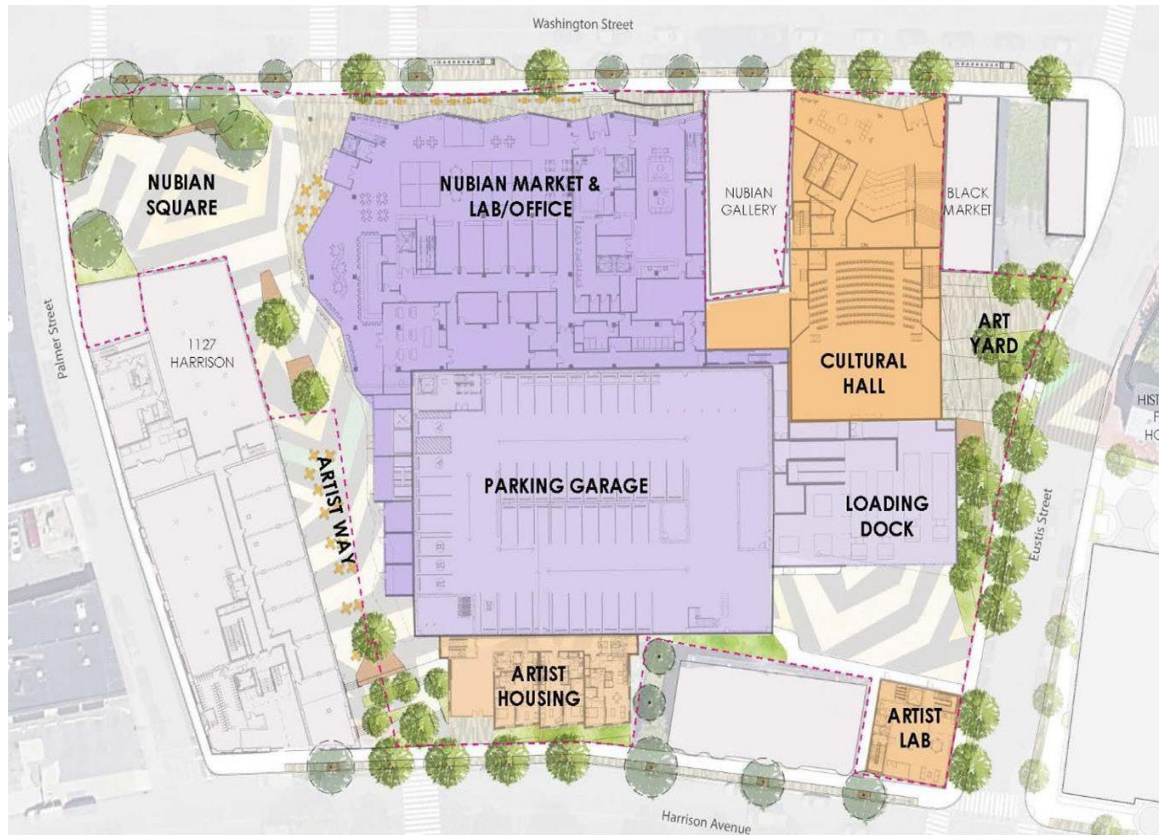 Washington Street
NUBIAN
SQUARE
NUBIAN MARKET &
LAB/OFFICE
NUBIAN
GALLERY
BLACK
MARKET
Palmer Street
1127
HARRISON
ART
YARD
CULTURAL
HALL
ARTIST WAY
PARKING GARAGE
LOADING
DOCK
Eustis Street
ARTIST
HOUSING
ARTIST
LAB
Harrison Avenue